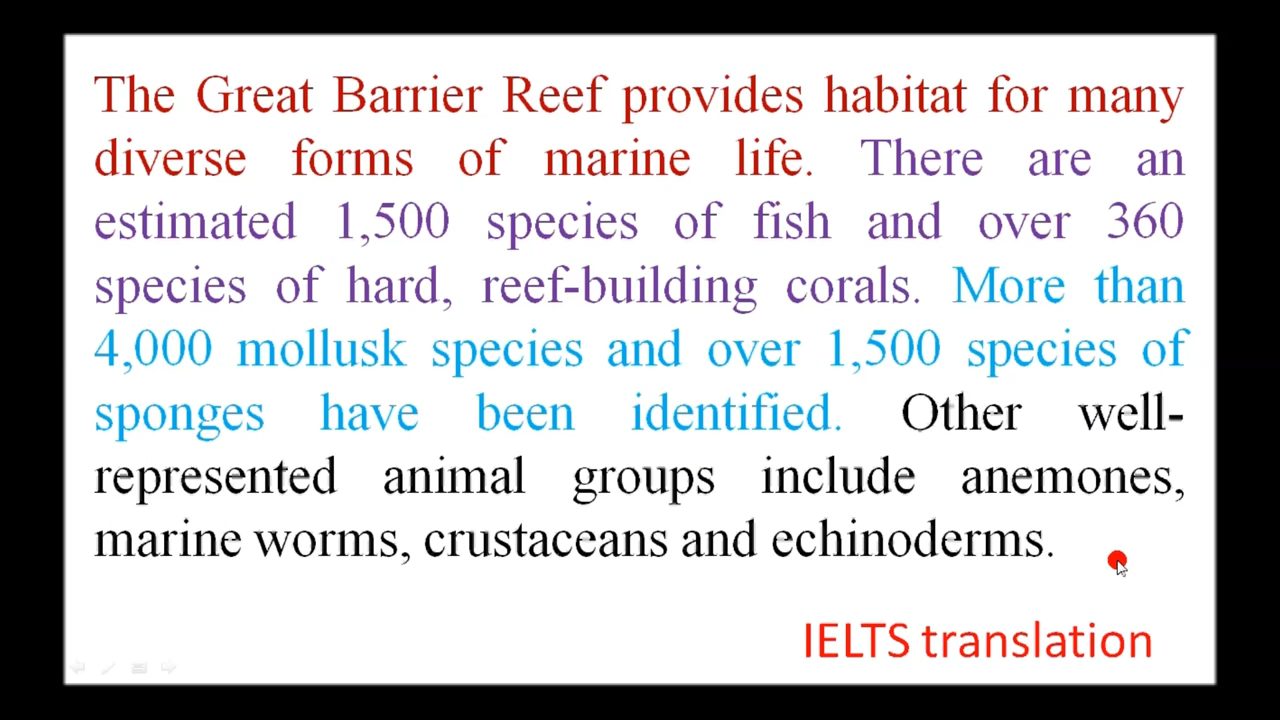 The Great Barrier Reef provides habitat for many
diverse forms of marine life. There are an
estimated 1,500 species of fish and over 360
species of hard, reef-building corals. More than
4,000 mollusk species and over 1,500 species of
sponges have been identified. Other well-
represented animal groups include anemones,
marine worms, crustaceans and echinoderms.
IELTS translation